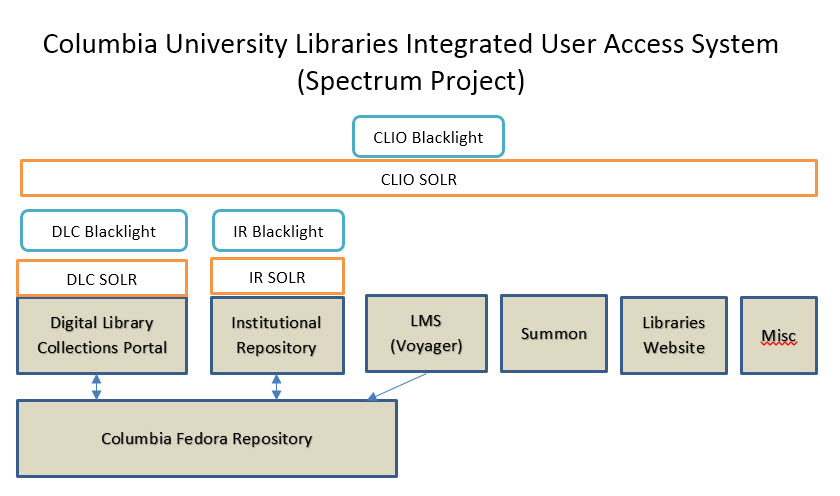 Columbia University Libraries Integrated User Access System
(Spectrum Project)
CLIO Blacklight
CLIO SOLR
DLC Blacklight
IR Blacklight
DLC SOLR
IR SOLR
Digital Library
Collections Portal
Institutional
Repository
LMS
(Voyager)
Summon
Libraries
Website
Misc
Columbia Fedora Repository